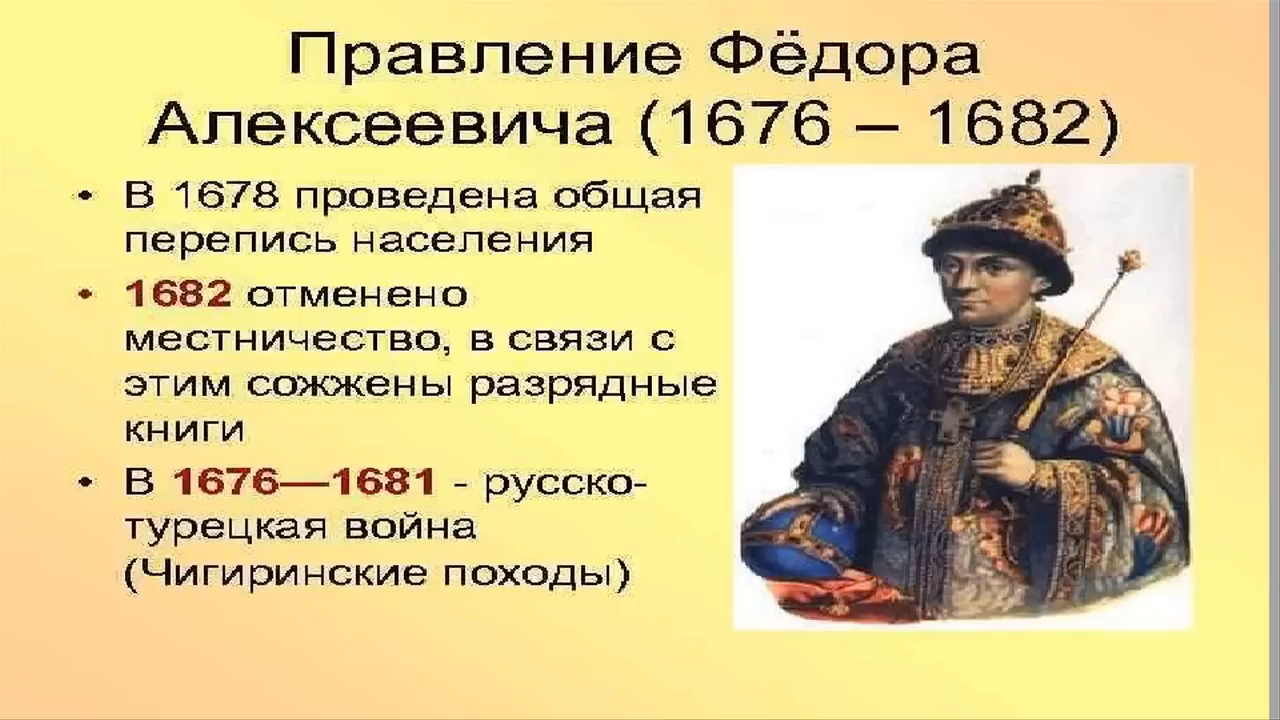 Правление Фёдора
Алексеевича (1676 – 1682)
• В 1678 проведена общая
перепись населения
• 1682 отменено
местничество, в связи с
этим сожжены разрядные
книги
• В 1676—1681 - русско-
турецкая война
(Чигиринские походы)